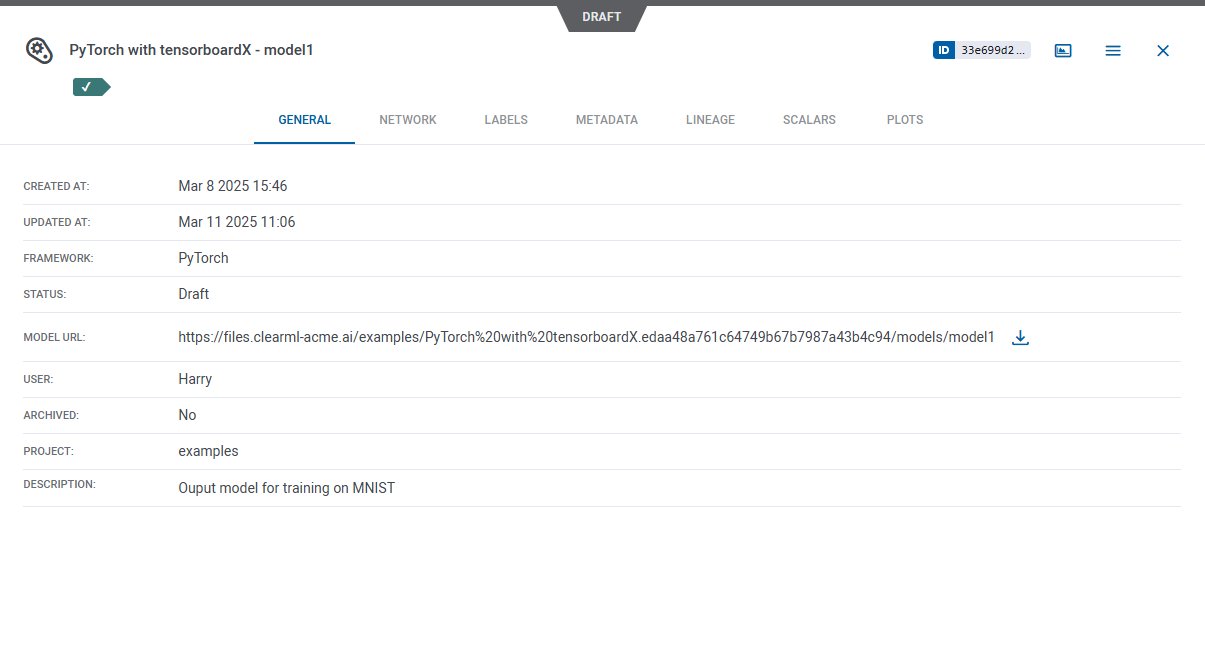 DRAFT
PyTorch with tensorboardX - model1
ID 33e699d2 ...
✓
GENERAL NETWORK LABELS METADATA LINEAGE SCALARS PLOTS
CREATED AT: Mar 8 2025 15:46
UPDATED AT: Mar 11 2025 11:06
FRAMEWORK: PyTorch
STATUS: Draft
MODEL URL: https://files.clearml-acme.ai/examples/PyTorch%20with%20tensorboardX.edaa48a761c64749b67b7987a43b4c94/models/model1
USER: Harry
ARCHIVED: No
PROJECT: examples
DESCRIPTION: Ouput model for training on MNIST